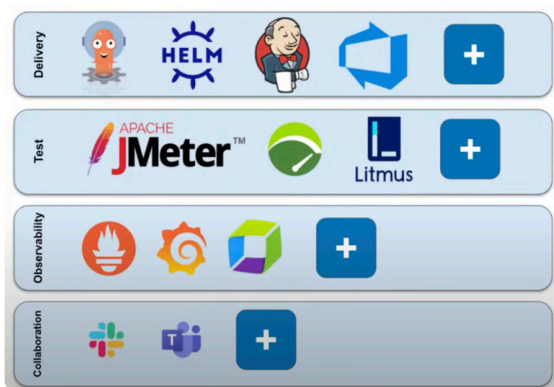 Delivery
HELM
+
Test
APACHE
JMeter™
Litmus
+
Observability
+
Collaboration
T
+